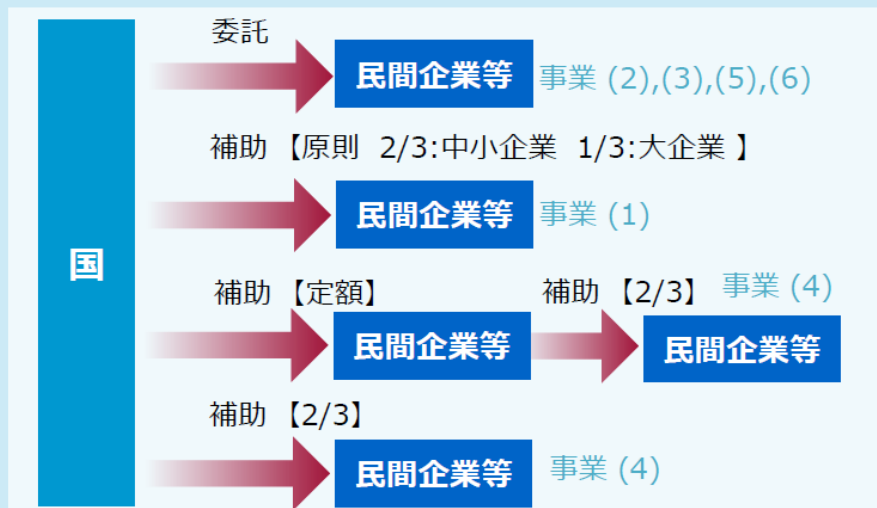 委託
民間企業等 事業 (2),(3),(5),(6)
補助 【原則 2/3:中小企業 1/3:大企業 】
民間企業等 事業 (1)
国
補助 【定額】 補助 【2/3】 事業 (4)
民間企業等 民間企業等
補助 【2/3】
民間企業等 事業 (4)